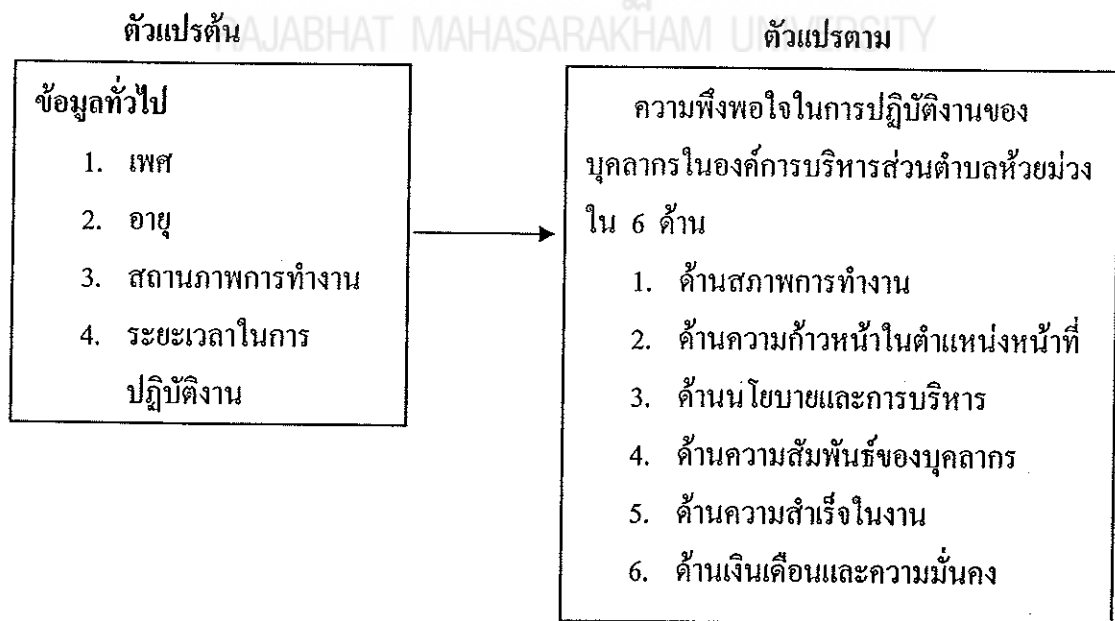 RAJABHAT MAHASARAKHAM UNIVERSITY
ตัวแปรต้น
ข้อมูลทั่วไป
1. เพศ
2. อายุ
3. สถานภาพการทำงาน
4. ระยะเวลาในการ
ปฏิบัติงาน
ตัวแปรตาม
ความพึงพอใจในการปฏิบัติงานของ
บุคลากรในองค์การบริหารส่วนตำบลห้วยม่วง
ใน 6 ด้าน
1. ด้านสภาพการทำงาน
2. ด้านความก้าวหน้าในตำแหน่งหน้าที่
3. ด้านนโยบายและการบริหาร
4. ด้านความสัมพันธ์ของบุคลากร
5. ด้านความสำเร็จในงาน
6. ด้านเงินเดือนและความมั่นคง